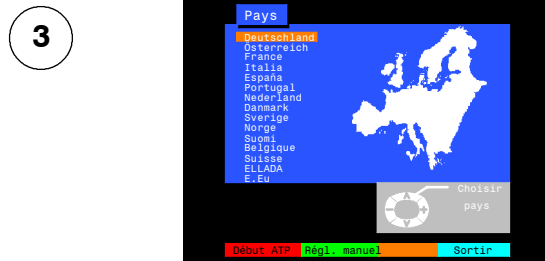 3
Pays
Deutschland
Österreich
France
Italia
España
Portugal
Nederland
Danmark
Sverige
Norge
Suomi
Belgique
Suisse
ELLADA
E.Eu
Choisir
pays
Début ATP Régl. manuel Sortir